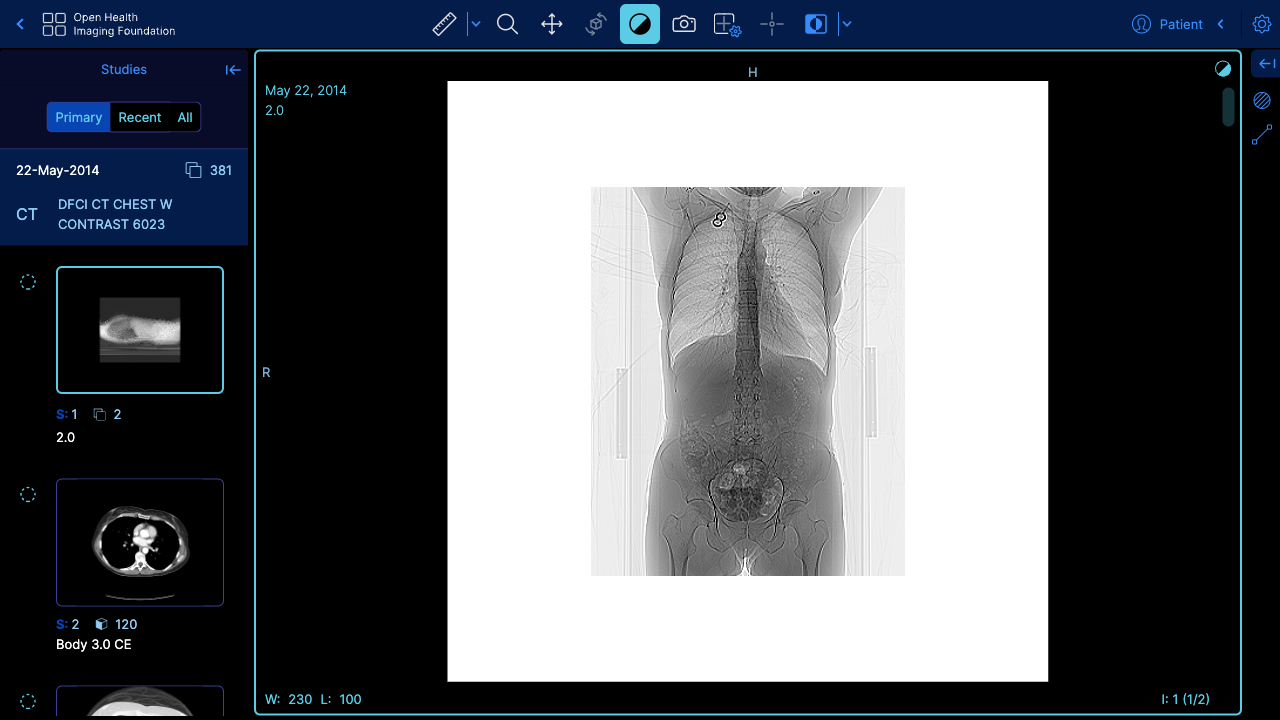 Open Health
Imaging Foundation
Patient
Studies
Primary
Recent
All
22-May-2014
381
CT
DFCI CT CHEST W
CONTRAST 6023
S: 1
2
2.0
S: 2
120
Body 3.0 CE
May 22, 2014
2.0
H
R
W: 230 L: 100
I: 1 (1/2)